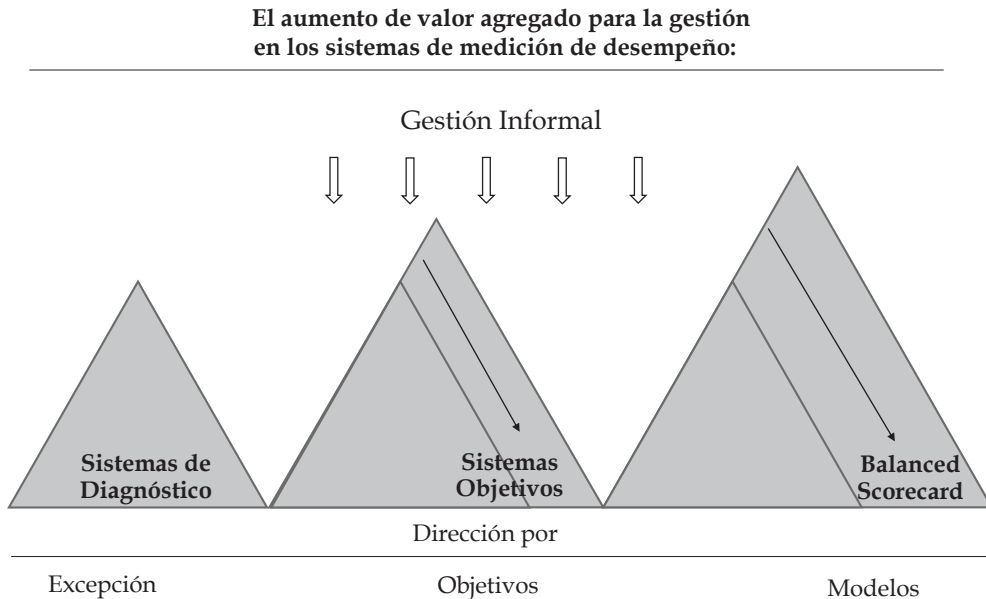 El aumento de valor agregado para la gestión
en los sistemas de medición de desempeño:
Gestión Informal
Sistemas de
Diagnóstico
Sistemas
Objetivos
Balanced
Scorecard
Dirección por
Excepción
Objetivos
Modelos